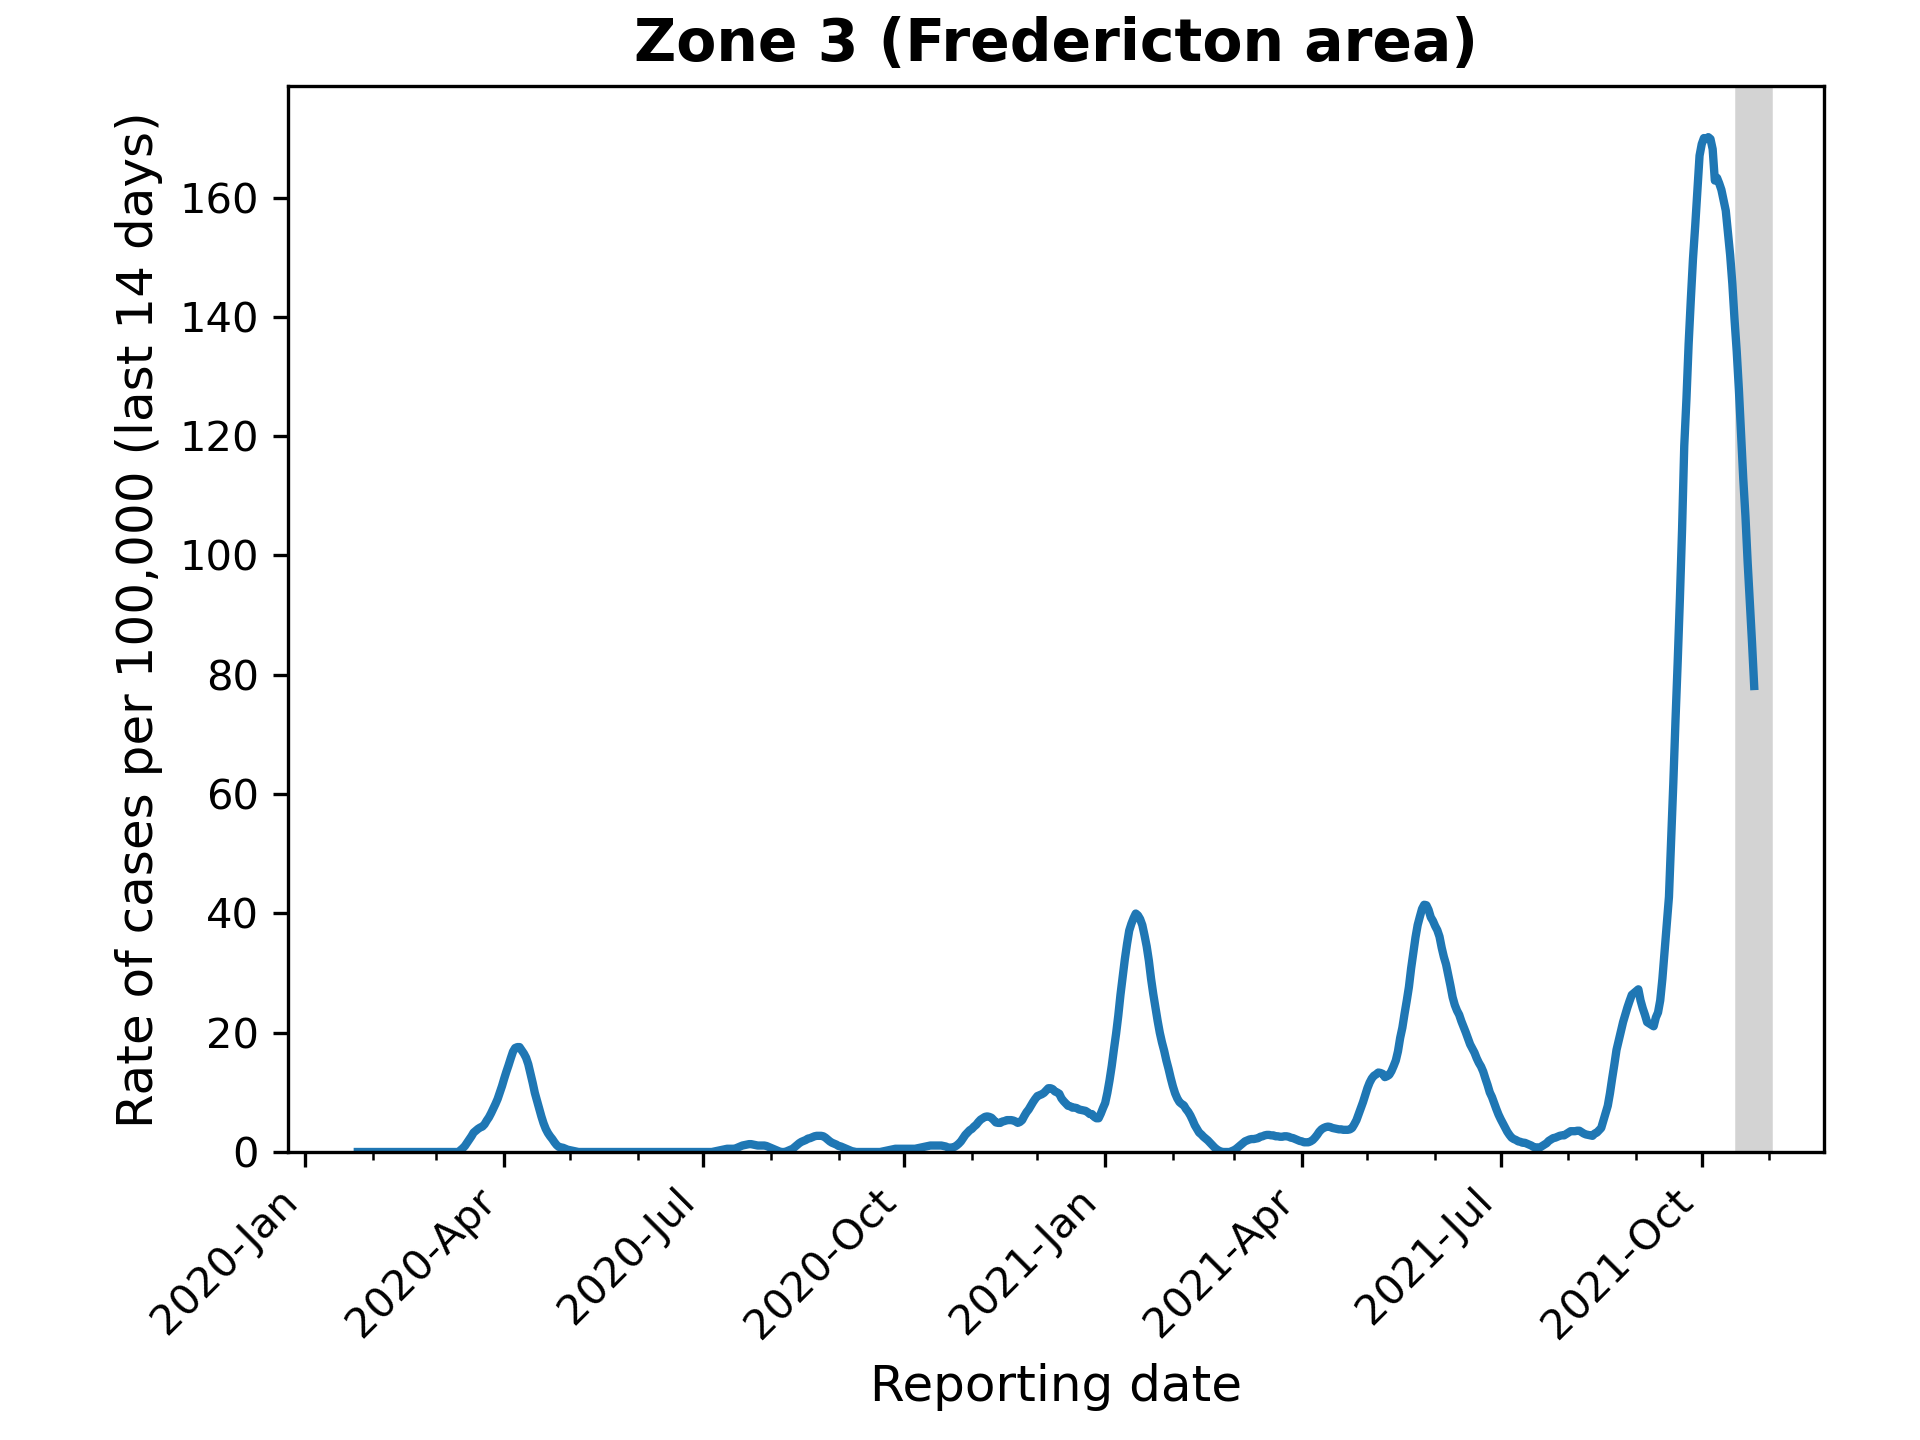 Zone 3 (Fredericton area)
Rate of cases per 100,000 (last 14 days)
160
140
120
100
80
60
40
20
0
2020-Jan
2020-Apr
2020-Jul
2020-Oct
2021-Jan
2021-Apr
2021-Jul
2021-Oct
Reporting date